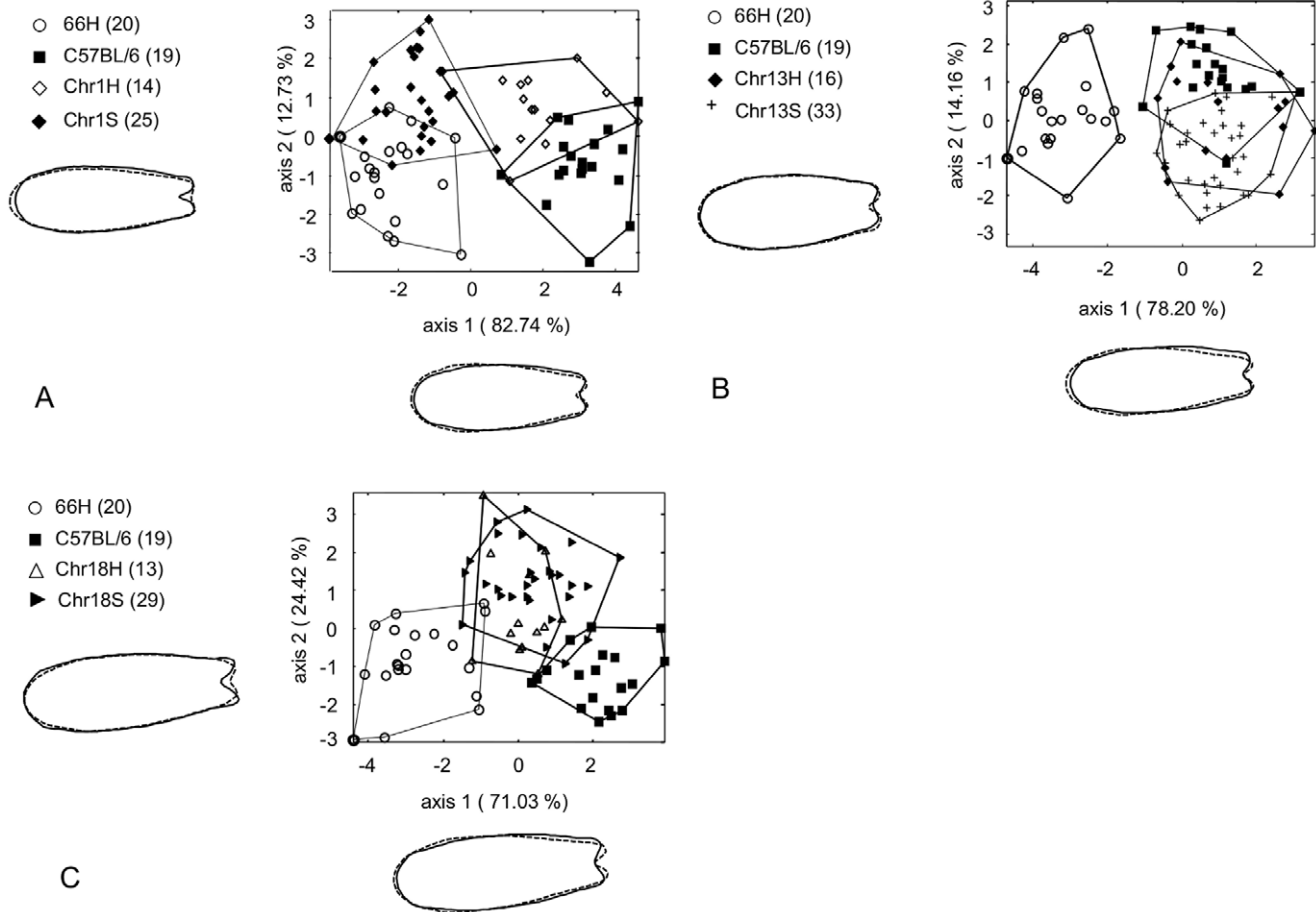 66H (20)
C57BL/6 (19)
Chr1H (14)
Chr1S (25)
axis 2 ( 12.73 %)
3
2
1
0
-1
-2
-3
-2
0
2
4
axis 1 ( 82.74 %)
A
66H (20)
C57BL/6 (19)
Chr13H (16)
Chr13S (33)
axis 2 ( 14.16 %)
3
2
1
0
-1
-2
-3
-4
-2
0
2
axis 1 ( 78.20 %)
B
66H (20)
C57BL/6 (19)
Chr18H (13)
Chr18S (29)
axis 2 ( 24.42 %)
3
2
1
0
-1
-2
-3
-4
-2
0
2
axis 1 ( 71.03 %)
C